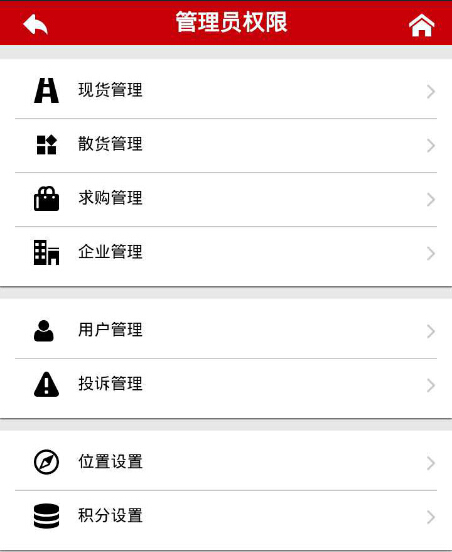 管理员权限
现货管理
散货管理
求购管理
企业管理
用户管理
投诉管理
位置设置
积分设置